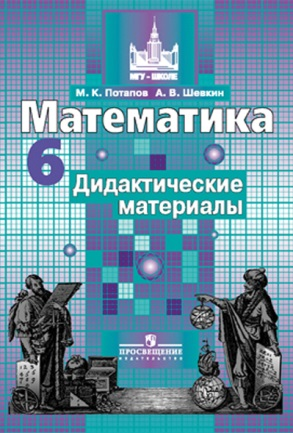 МГУ - ШКОЛЕ
М. К. Потапов А. В. Шевкин
Математика
6
Дидактические
материалы
ПРОСВЕЩЕНИЕ
ИЗДАТЕЛЬСТВО